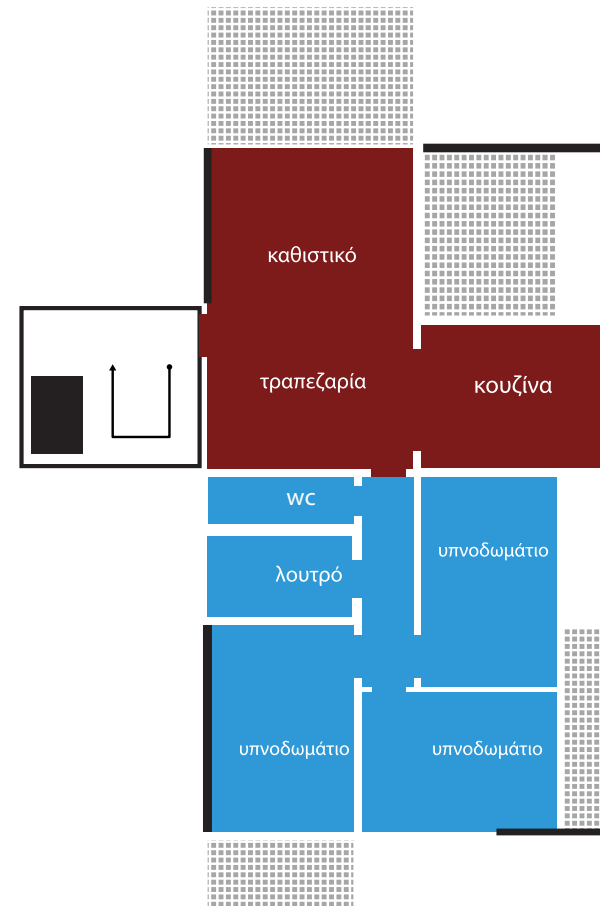 καθιστικό
τραπεζαρία
κουζίνα
wc
υπνοδωμάτιο
λουτρό
υπνοδωμάτιο
υπνοδωμάτιο